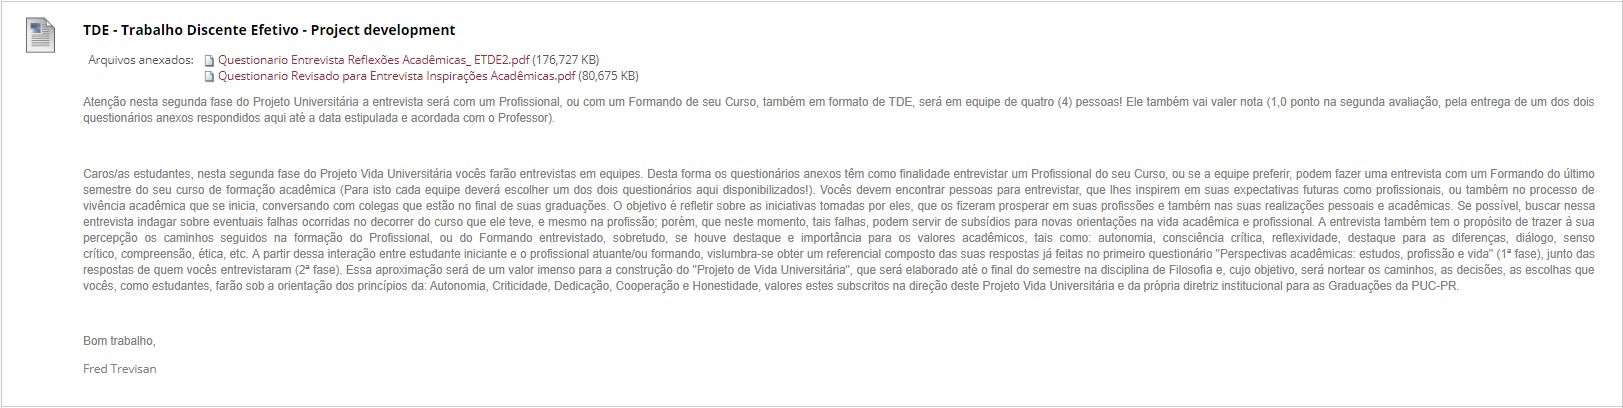 TDE - Trabalho Discente Efetivo - Project development
Arquivos anexados: Questionario Entrevista Reflexões Acadêmicas_ ETDE2.pdf (176,727 KB)
Questionario Revisado para Entrevista Inspirações Acadêmicas.pdf (80,675 KB)
Atenção nesta segunda fase do Projeto Universitária a entrevista será com um Profissional, ou com um Formando de seu Curso, também em formato de TDE, será em equipe de quatro (4) pessoas! Ele também vai valer nota (1,0 ponto na segunda avaliação, pela entrega de um dos dois
questionários anexos respondidos aqui até a data estipulada e acordada com o Professor).
Caros/as estudantes, nesta segunda fase do Projeto Vida Universitária vocês farão entrevistas em equipes. Desta forma os questionários anexos têm como finalidade entrevistar um Profissional do seu Curso, ou se a equipe preferir, podem fazer uma entrevista com um Formando do último
semestre do seu curso de formação acadêmica (Para isto cada equipe deverá escolher um dos dois questionários aqui disponibilizados!). Vocês devem encontrar pessoas para entrevistar, que lhes inspirem em suas expectativas futuras como profissionais, ou também no processo de
vivência acadêmica que se inicia, conversando com colegas que estão no final de suas graduações. O objetivo é refletir sobre as iniciativas tomadas por eles, que os fizeram prosperar em suas profissões e também nas suas realizações pessoais e acadêmicas. Se possível, buscar nessa
entrevista indagar sobre eventuais falhas ocorridas no decorrer do curso que ele teve, e mesmo na profissão; porém, que neste momento, tais falhas, podem servir de subsídios para novas orientações na vida acadêmica e profissional. A entrevista também tem o propósito de trazer à sua
percepção os caminhos seguidos na formação do Profissional, ou do Formando entrevistado, sobretudo, se houve destaque e importância para os valores acadêmicos, tais como: autonomia, consciência crítica, reflexividade, destaque para as diferenças, diálogo, senso
crítico, compreensão, ética, etc. A partir dessa interação entre estudante iniciante e o profissional atuante/ou formando, vislumbra-se obter um referencial composto das suas respostas já feitas no primeiro questionário "Perspectivas acadêmicas: estudos, profissão e vida" (1ª fase), junto das
respostas de quem vocês entrevistaram (2ª fase). Essa aproximação será de um valor imenso para a construção do "Projeto de Vida Universitária", que será elaborado até o final do semestre na disciplina de Filosofia e, cujo objetivo, será nortear os caminhos, as decisões, as escolhas que
vocês, como estudantes, farão sob a orientação dos princípios da: Autonomia, Criticidade, Dedicação, Cooperação e Honestidade, valores estes subscritos na direção deste Projeto Vida Universitária e da própria diretriz institucional para as Graduações da PUC-PR.
Bom trabalho,
Fred Trevisan